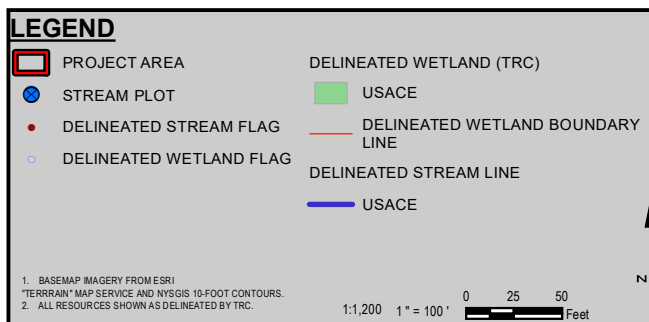 LEGEND
PROJECT AREA
STREAM PLOT
DELINEATED STREAM FLAG
DELINEATED WETLAND FLAG
DELINEATED WETLAND (TRC)
USACE
DELINEATED WETLAND BOUNDARY
LINE
DELINEATED STREAM LINE
USACE
1. BASEMAP IMAGERY FROM ESRI
"TERRRAIN" MAP SERVICE AND NYSGIS 10-FOOT CONTOURS.
2. ALL RESOURCES SHOWN AS DELINEATED BY TRC.
1:1,200 1 " = 100 '
0 25 50
Feet
N